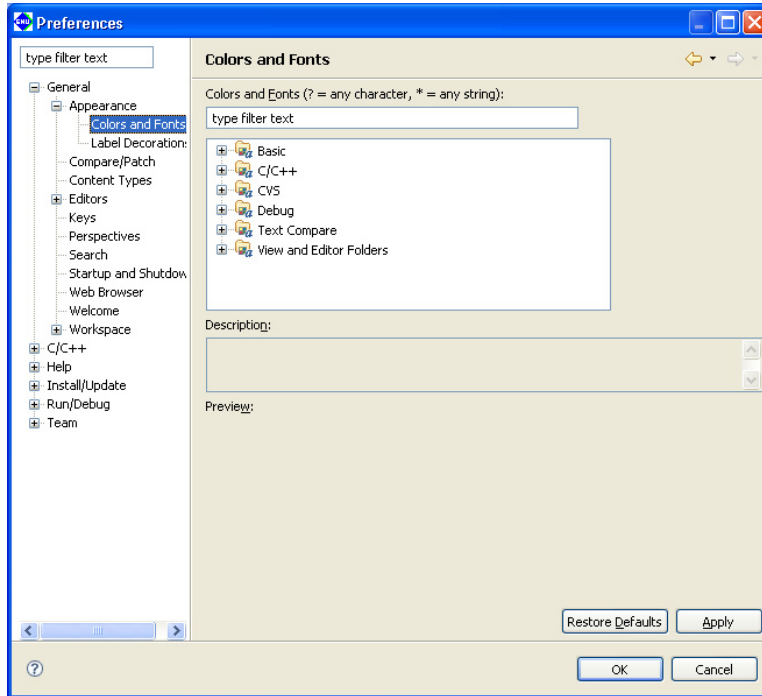 Preferences
type filter text
General
Appearance
Colors and Fonts
Label Decoration
Compare/Patch
Content Types
Editors
Keys
Perspectives
Search
Startup and Shutdow
Web Browser
Welcome
Workspace
C/C++
Help
Install/Update
Run/Debug
Team
Colors and Fonts
Colors and Fonts (? = any character, * = any string):
type filter text
Basic
C/C++
CVS
Debug
Text Compare
View and Editor Folders
Description:
Preview:
Restore Defaults
Apply
OK
Cancel